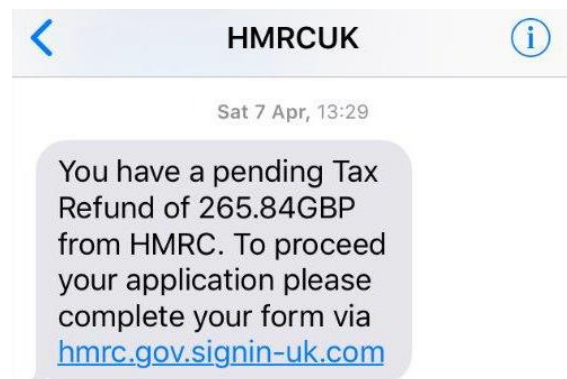 HMRCUK
Sat 7 Apr, 13:29
You have a pending Tax
Refund of 265.84GBP
from HMRC. To proceed
your application please
complete your form via
hmrc.gov.signin-uk.com